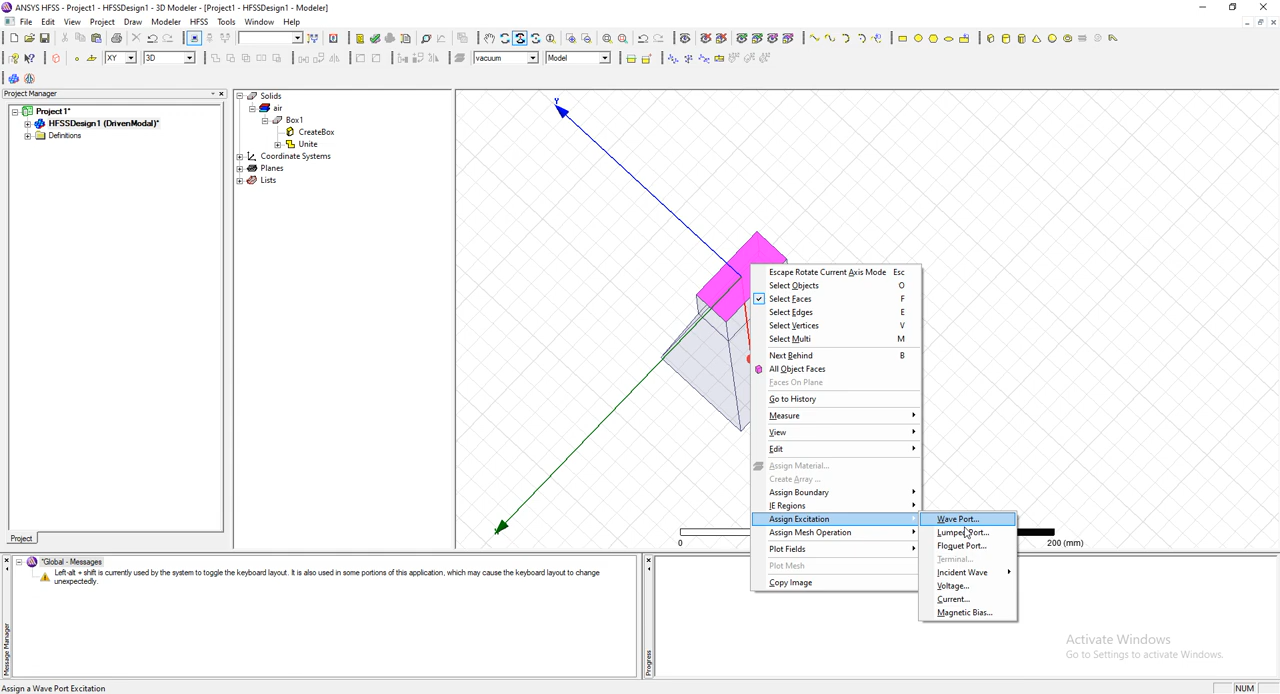 ANSYS HFSS - Project1 - HFSSDesign1 - 3D Modeler - [Project1 - HFSSDesign1 - Modeler]
File Edit View Project Draw Modeler HFSS Tools Window Help
XY 3D vacuum Model
Project Manager
Project1*
HFSSDesign1 (DrivenModal)*
Definitions
Project
Solids
air
Box1
CreateBox
Unite
Coordinate Systems
Planes
Lists
Y
Escape Rotate Current Axis Mode Esc
Select Objects O
Select Faces F
Select Edges E
Select Vertices V
Select Multi M
Next Behind B
All Object Faces
Faces On Plane
Go to History
Measure
View
Edit
Assign Material...
Create Array ...
Assign Boundary
IE Regions
Assign Excitation
Assign Mesh Operation
Plot Fields
Plot Mesh
Copy Image
Wave Port...
Lumped Port...
Floquet Port...
Terminal...
Incident Wave
Voltage...
Current...
Magnetic Bias...
0 200 (mm)
Message Manager
*Global - Messages
Left-alt + shift is currently used by the system to toggle the keyboard layout. It is also used in some portions of this application, which may cause the keyboard layout to change
unexpectedly.
Progress
Activate Windows
Go to Settings to activate Windows.
Assign a Wave Port Excitation
NUM